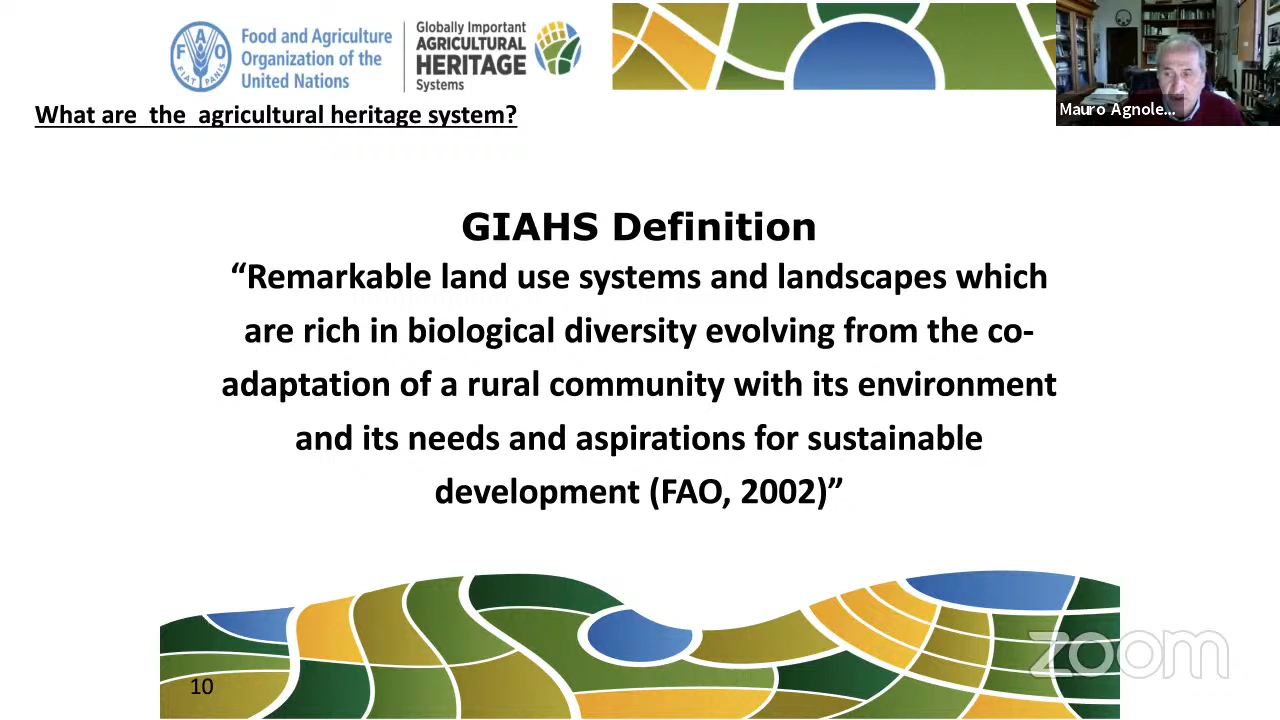 Food and Agriculture
Organization of the
United Nations
F A O
FIAT PANIS
Globally Important
AGRICULTURAL
HERITAGE
Systems
Mauro Agnole...
What are  the  agricultural heritage system?
GIAHS Definition
“Remarkable land use systems and landscapes which
are rich in biological diversity evolving from the co-
adaptation of a rural community with its environment
and its needs and aspirations for sustainable
development (FAO, 2002)”
zoom
10